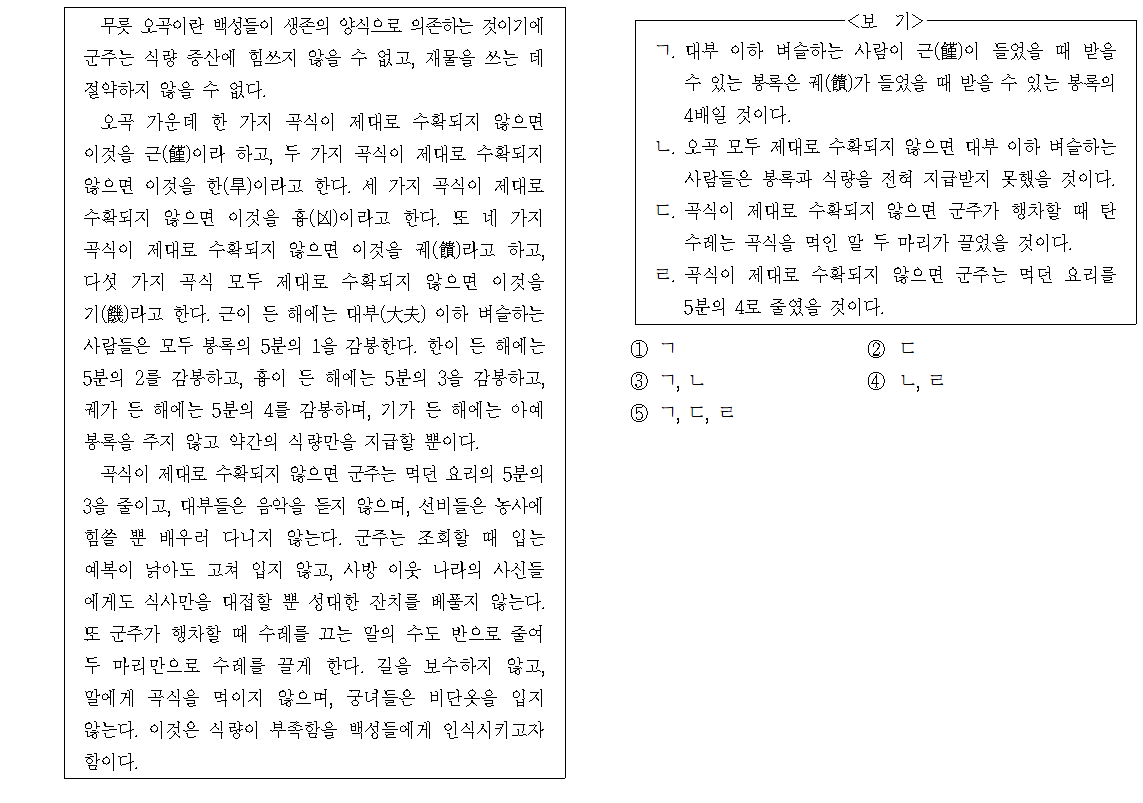 무릇 오곡이란 백성들이 생존의 양식으로 의존하는 것이기에
군주는 식량 증산에 힘쓰지 않을 수 없고, 재물을 쓰는 데
절약하지 않을 수 없다.
오곡 가운데 한 가지 곡식이 제대로 수확되지 않으면
이것을 근(饉)이라 하고, 두 가지 곡식이 제대로 수확되지
않으면 이것을 한(旱)이라고 한다. 세 가지 곡식이 제대로
수확되지 않으면 이것을 흉(凶)이라고 한다. 또 네 가지
곡식이 제대로 수확되지 않으면 이것을 궤(饋)라고 하고,
다섯 가지 곡식 모두 제대로 수확되지 않으면 이것을
기(饑)라고 한다. 근이 든 해에는 대부(大夫) 이하 벼슬하는
사람들은 모두 봉록의 5분의 1을 감봉한다. 한이 든 해에는
5분의 2를 감봉하고, 흉이 든 해에는 5분의 3을 감봉하고,
궤가 든 해에는 5분의 4를 감봉하며, 기가 든 해에는 아예
봉록을 주지 않고 약간의 식량만을 지급할 뿐이다.
곡식이 제대로 수확되지 않으면 군주는 먹던 요리의 5분의
3을 줄이고, 대부들은 음악을 듣지 않으며, 선비들은 농사에
힘쓸 뿐 배우러 다니지 않는다. 군주는 조회할 때 입는
예복이 낡아도 고쳐 입지 않고, 사방 이웃 나라의 사신들
에게도 식사만을 대접할 뿐 성대한 잔치를 베풀지 않는다.
또 군주가 행차할 때 수레를 끄는 말의 수도 반으로 줄여
두 마리만으로 수레를 끌게 한다. 길을 보수하지 않고,
말에게 곡식을 먹이지 않으며, 궁녀들은 비단옷을 입지
않는다. 이것은 식량이 부족함을 백성들에게 인식시키고자
함이다.
<보 기>
ㄱ. 대부 이하 벼슬하는 사람이 근(饉)이 들었을 때 받을
수 있는 봉록은 궤(饋)가 들었을 때 받을 수 있는 봉록의
4배일 것이다.
ㄴ. 오곡 모두 제대로 수확되지 않으면 대부 이하 벼슬하는
사람들은 봉록과 식량을 전혀 지급받지 못했을 것이다.
ㄷ. 곡식이 제대로 수확되지 않으면 군주가 행차할 때 탄
수레는 곡식을 먹인 말 두 마리가 끌었을 것이다.
ㄹ. 곡식이 제대로 수확되지 않으면 군주는 먹던 요리를
5분의 4로 줄였을 것이다.
① ㄱ ② ㄷ
③ ㄱ, ㄴ ④ ㄴ, ㄹ
⑤ ㄱ, ㄷ, ㄹ